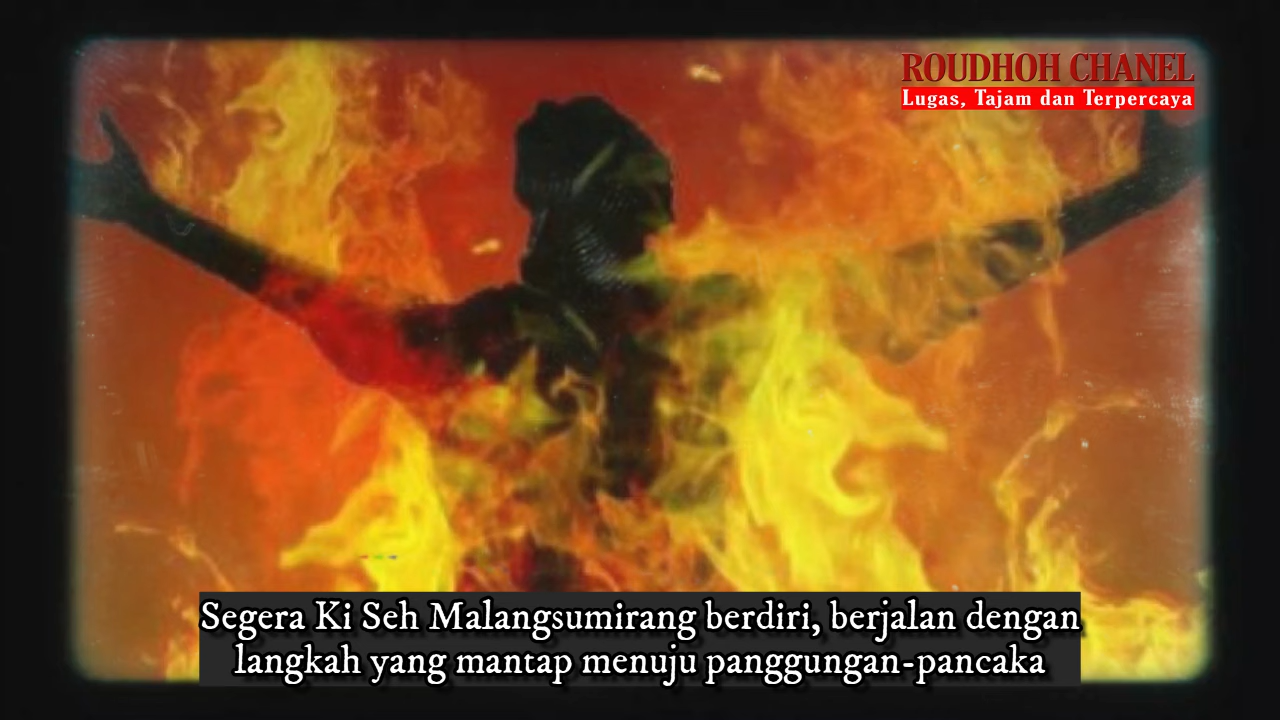 ROUDHOH CHANEL
Lugas, Tajam dan Terpercaya
Segera Ki Seh Malangsumirang berdiri, berjalan dengan
langkah yang mantap menuju panggungan-pancaka